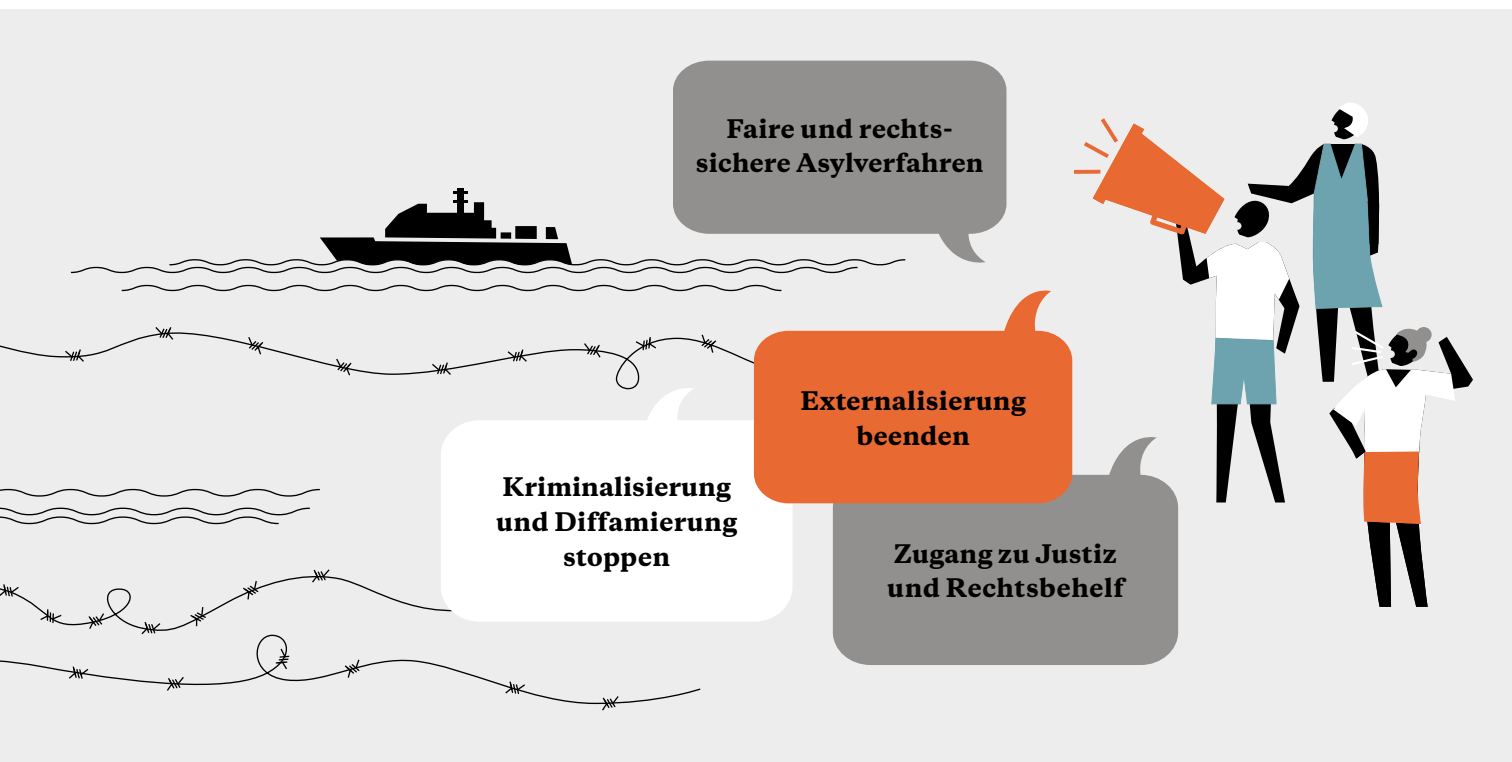 Faire und rechts-
sichere Asylverfahren
Externalisierung
beenden
Kriminalisierung
und Diffamierung
stoppen
Zugang zu Justiz
und Rechtsbehelf